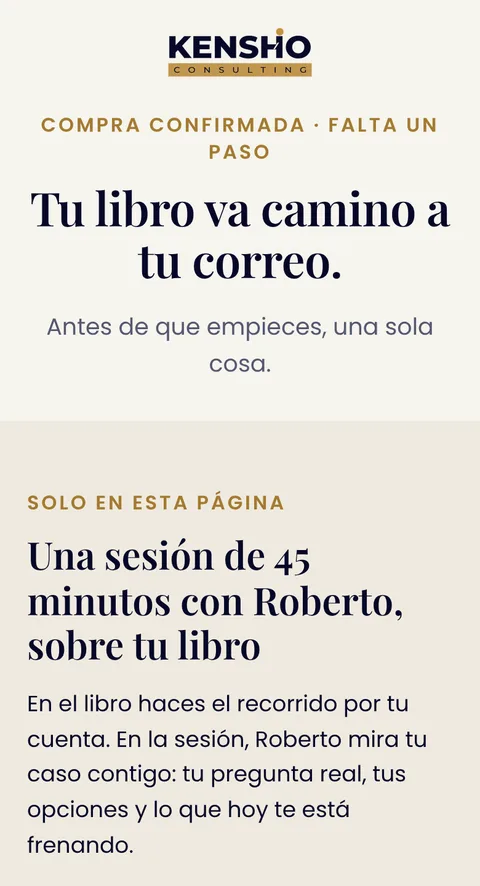 KENSHO
CONSULTING
COMPRA CONFIRMADA · FALTA UN
PASO
Tu libro va camino a
tu correo.
Antes de que empieces, una sola
cosa.
SOLO EN ESTA PÁGINA
Una sesión de 45
minutos con Roberto,
sobre tu libro
En el libro haces el recorrido por tu
cuenta. En la sesión, Roberto mira tu
caso contigo: tu pregunta real, tus
opciones y lo que hoy te está
frenando.